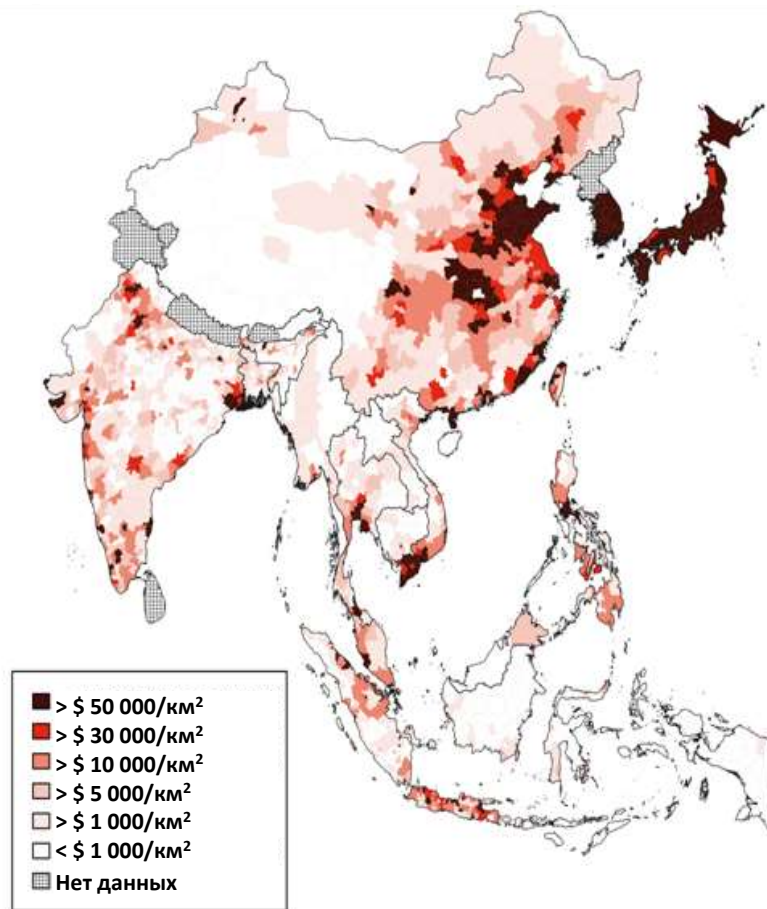 > $ 50 000/км²
> $ 30 000/км²
> $ 10 000/км²
> $ 5 000/км²
> $ 1 000/км²
< $ 1 000/км²
Нет данных